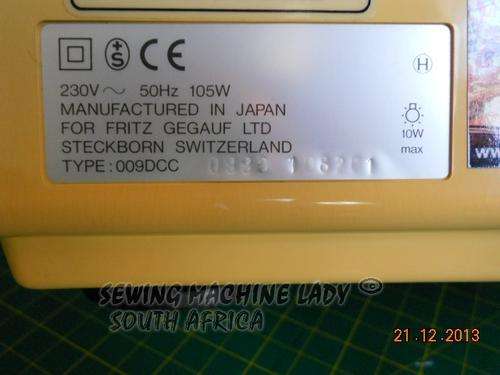 +
S
CE
H
230V ~ 50Hz 105W
MANUFACTURED IN JAPAN
FOR FRITZ GEGAUF LTD
STECKBORN SWITZERLAND
TYPE: 009DCC
10W
max
www.
SEWING MACHINE LADY ©
SOUTH AFRICA
21.12.2013